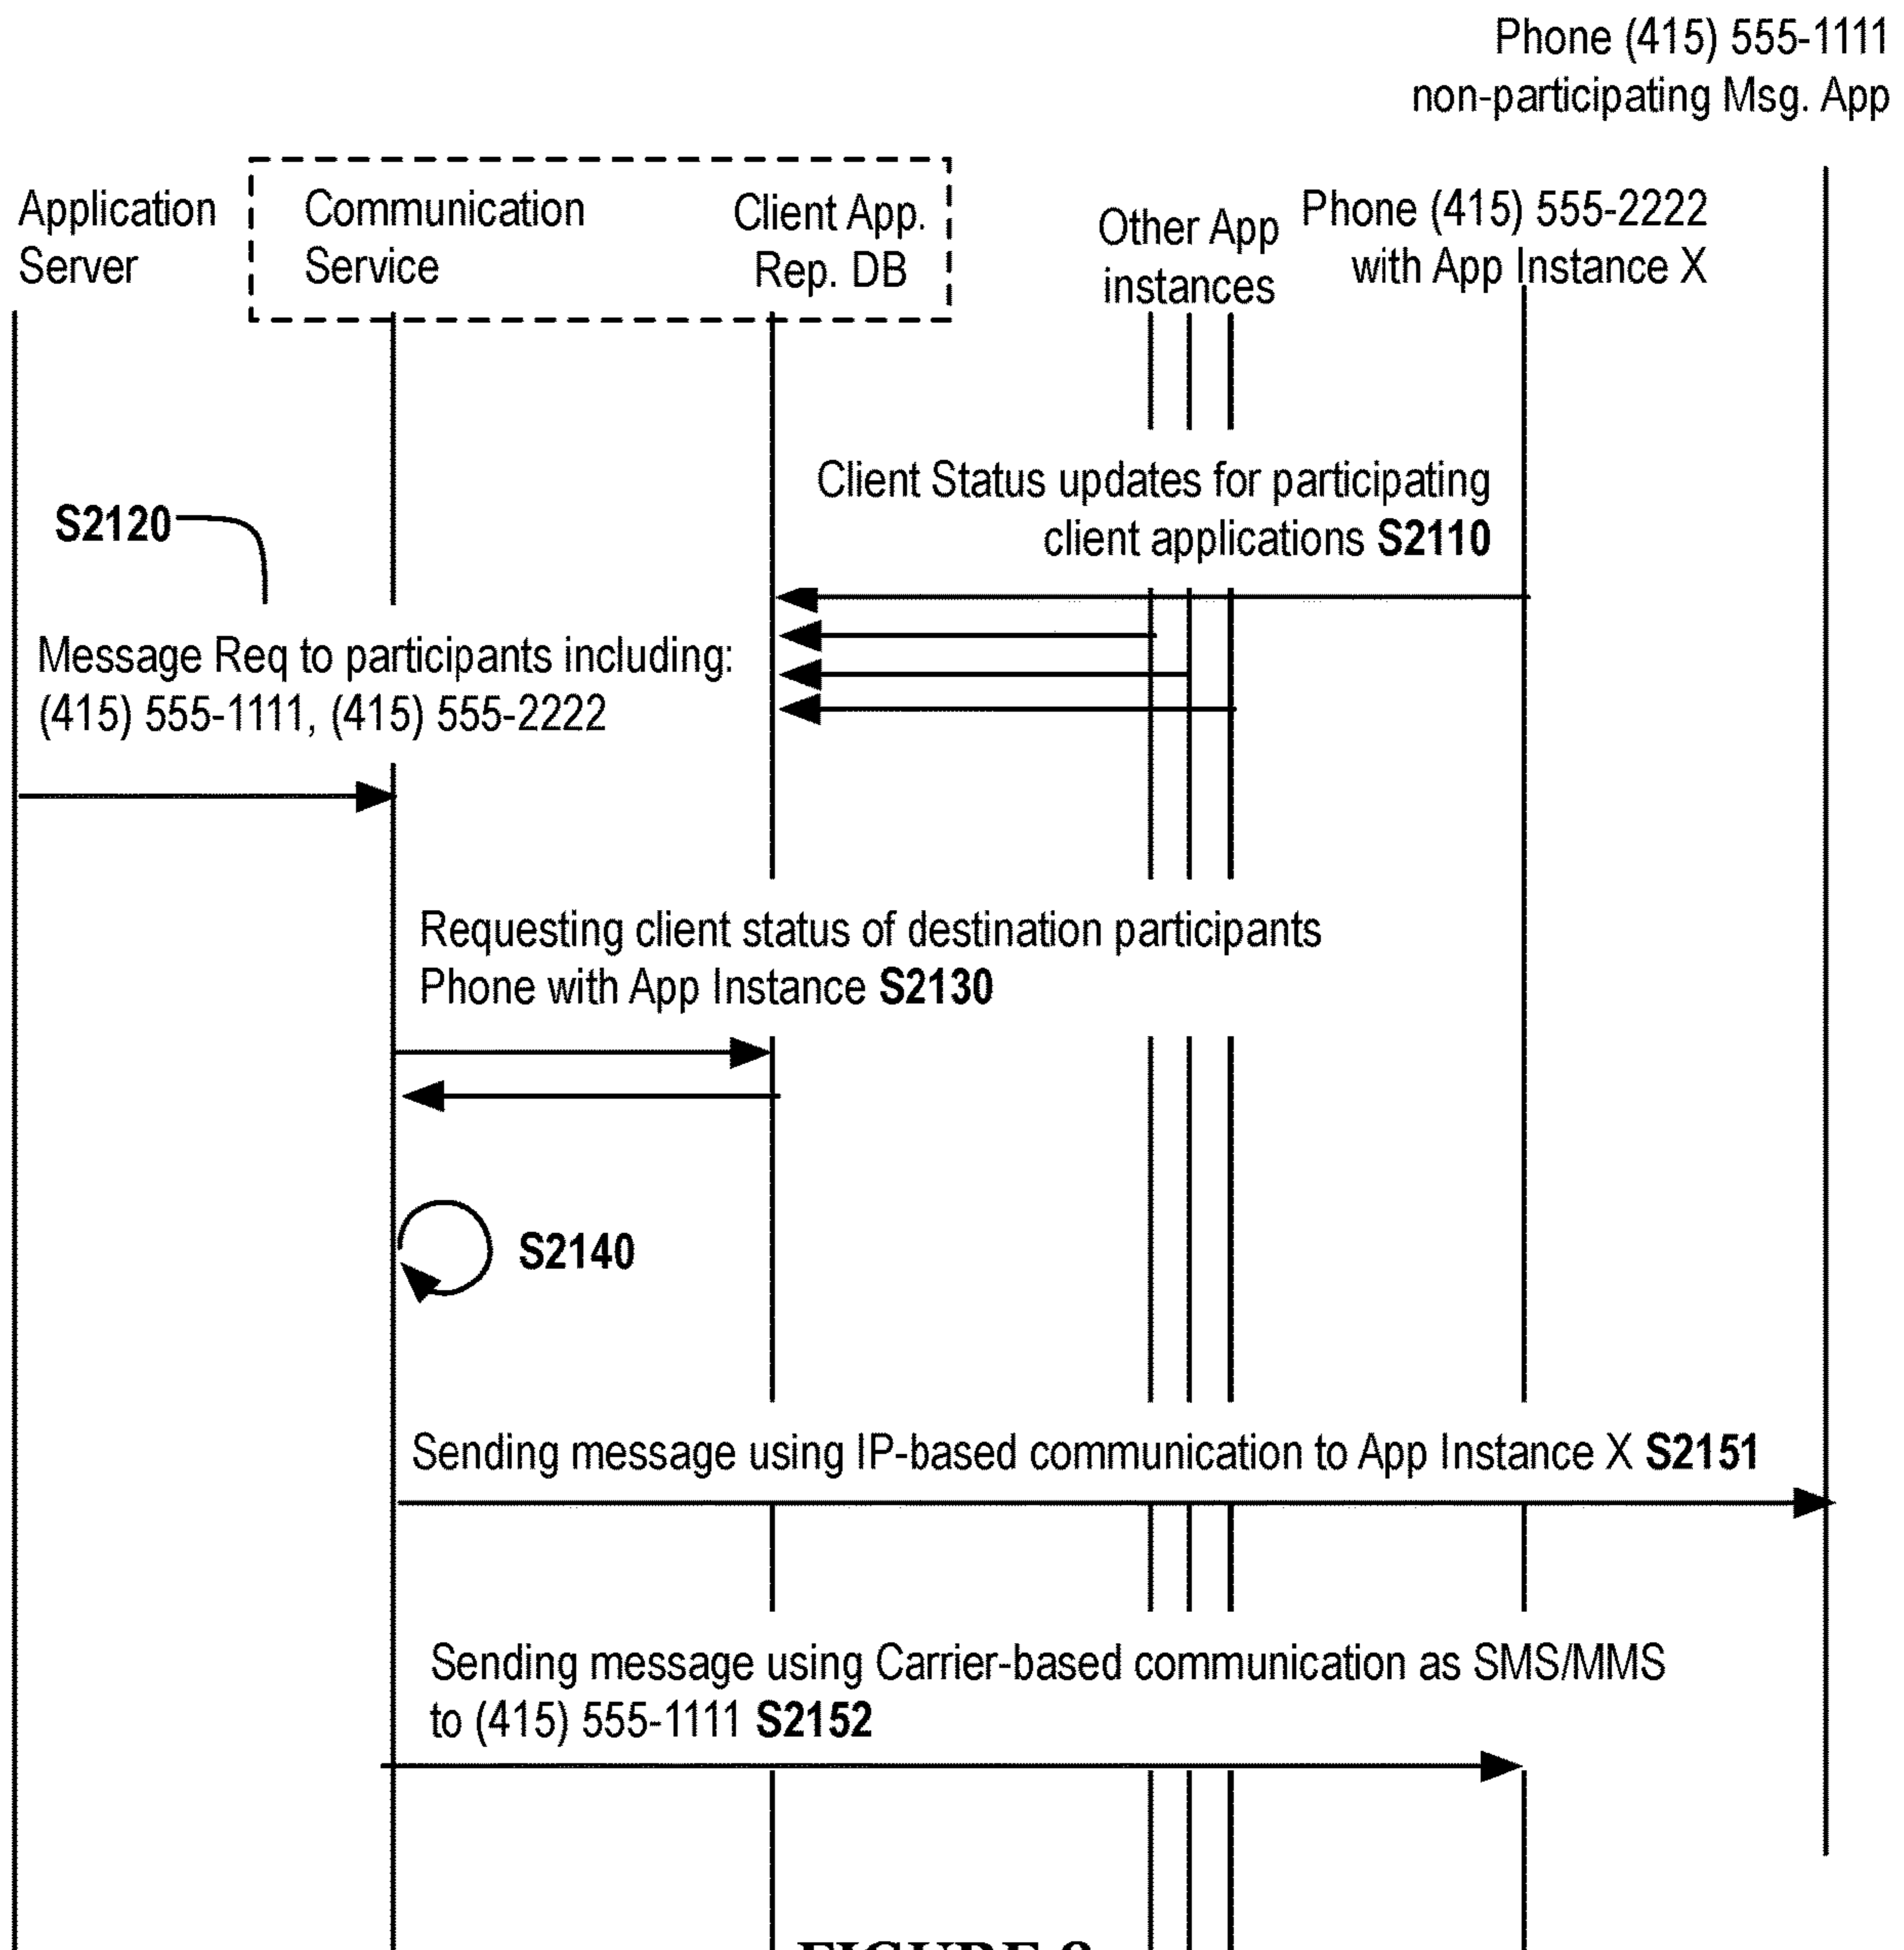 Phone (415) 555-1111
non-participating Msg. App
Application
Server
Communication
Service
Client App.
Rep. DB
Other App
instances
Phone (415) 555-2222
with App Instance X
Client Status updates for participating
client applications S2110
S2120
Message Req to participants including:
(415) 555-1111, (415) 555-2222
Requesting client status of destination participants
Phone with App Instance S2130
S2140
Sending message using IP-based communication to App Instance X S2151
Sending message using Carrier-based communication as SMS/MMS
to (415) 555-1111 S2152